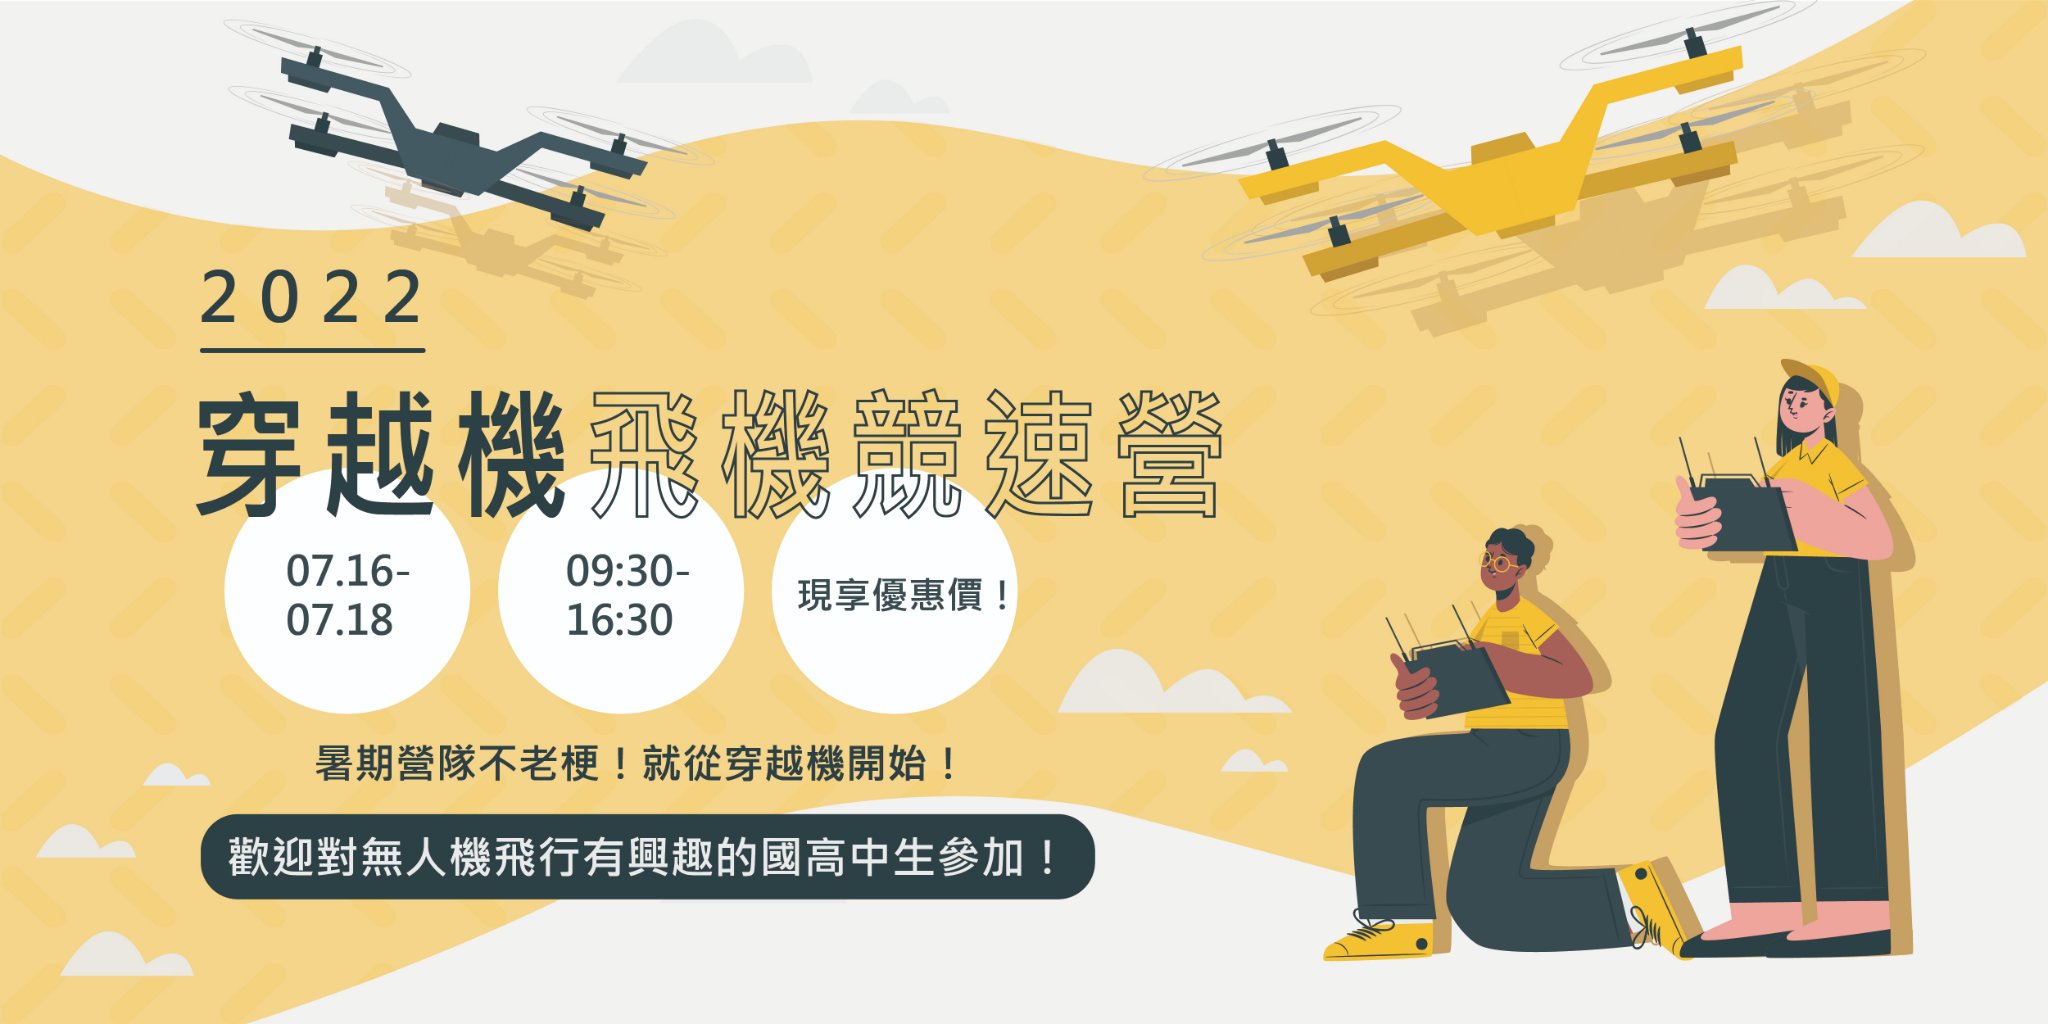 2022
穿越機飛機競速營
07.16-
07.18
09:30-
16:30
現享優惠價！
暑期營隊不老梗！就從穿越機開始！
歡迎對無人機飛行有興趣的國高中生參加！